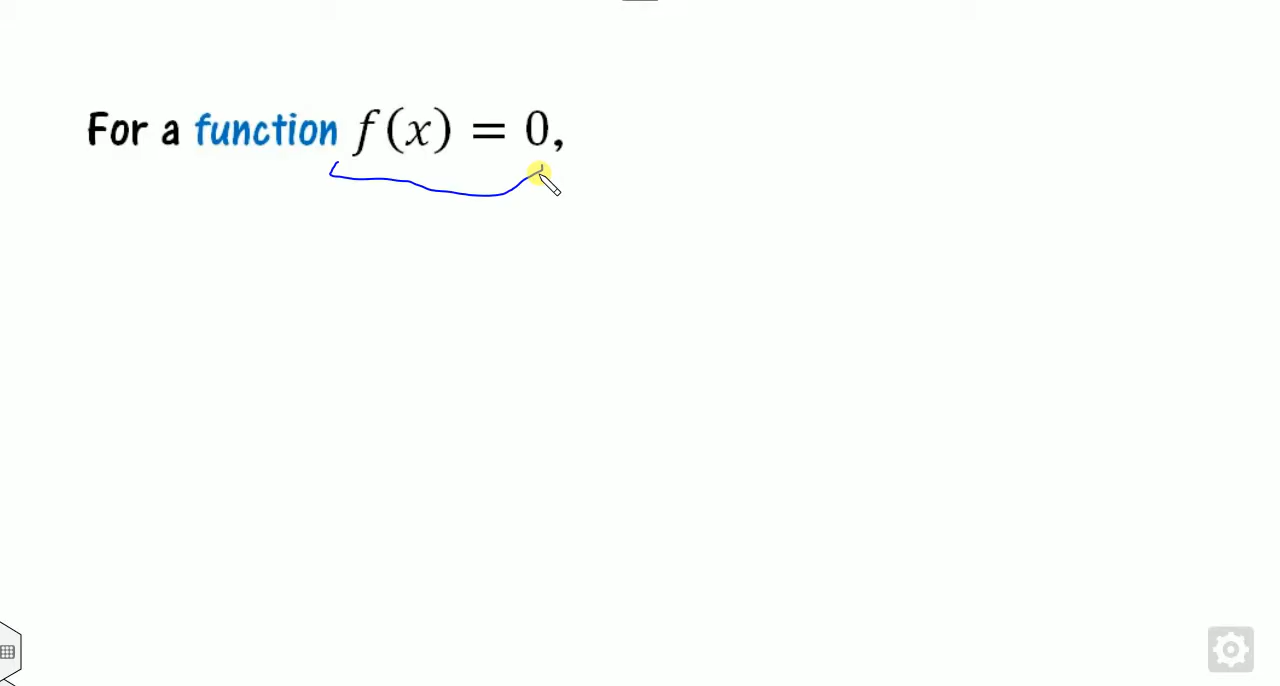 For a function f(x) = 0,